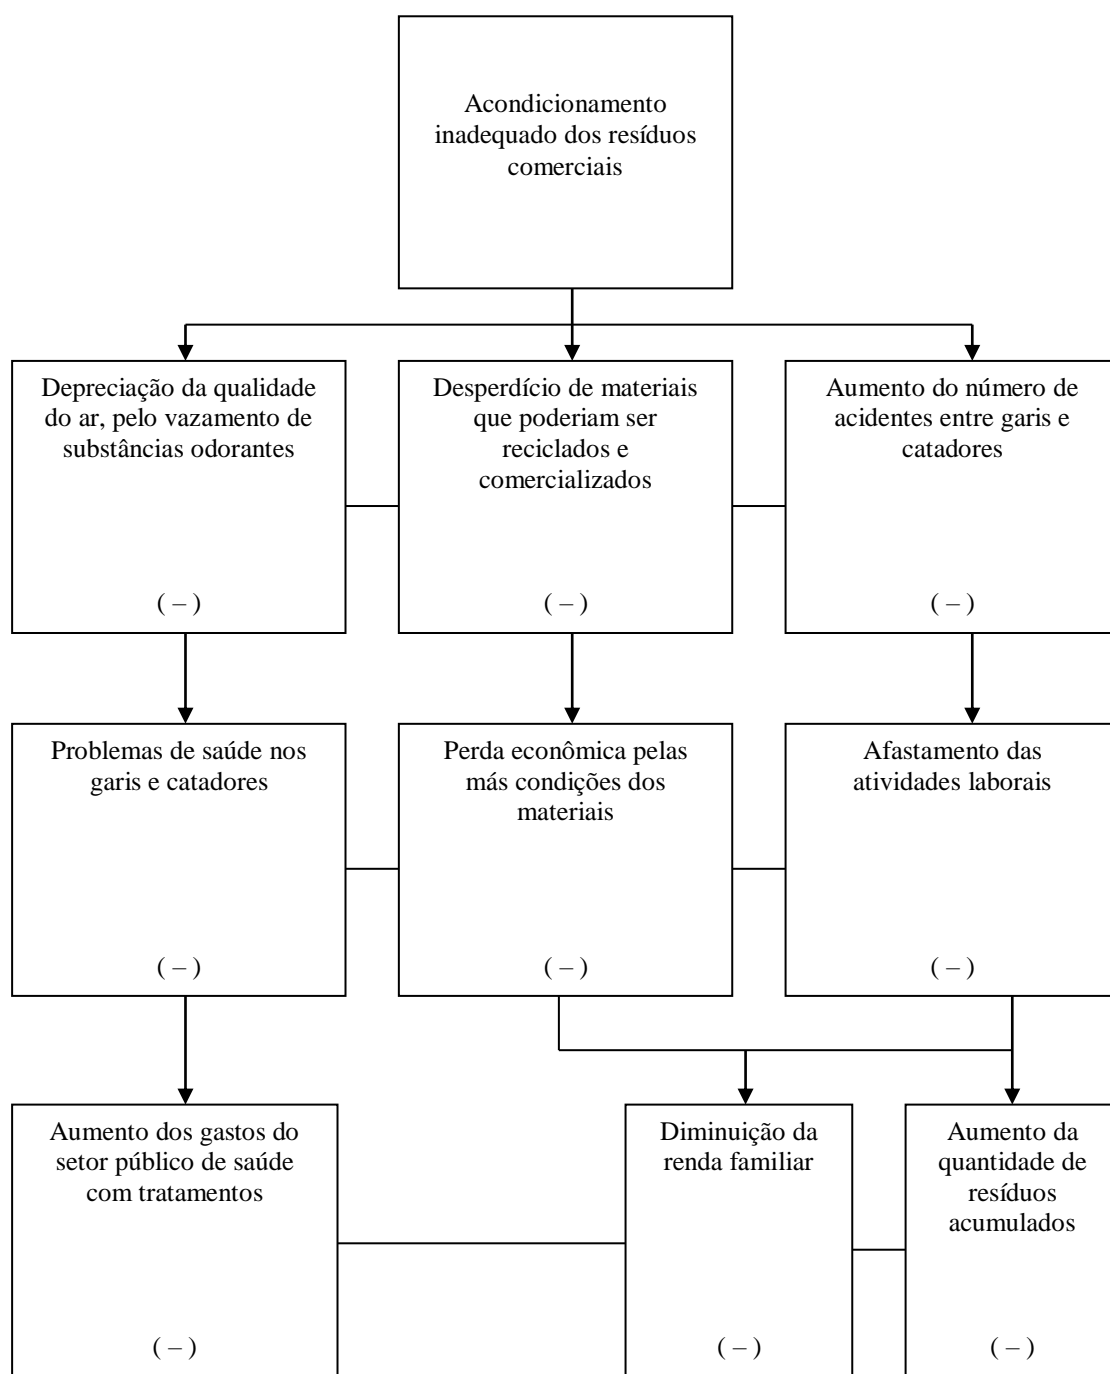 Acondicionamento
inadequado dos resíduos
comerciais
Depreciação da qualidade
do ar, pelo vazamento de
substâncias odorantes
( – )
Desperdício de materiais
que poderiam ser
reciclados e
comercializados
( – )
Aumento do número de
acidentes entre garis e
catadores
( – )
Problemas de saúde nos
garis e catadores
( – )
Perda econômica pelas
más condições dos
materiais
( – )
Afastamento das
atividades laborais
( – )
Aumento dos gastos do
setor público de saúde
com tratamentos
( – )
Diminuição da
renda familiar
( – )
Aumento da
quantidade de
resíduos
acumulados
( – )